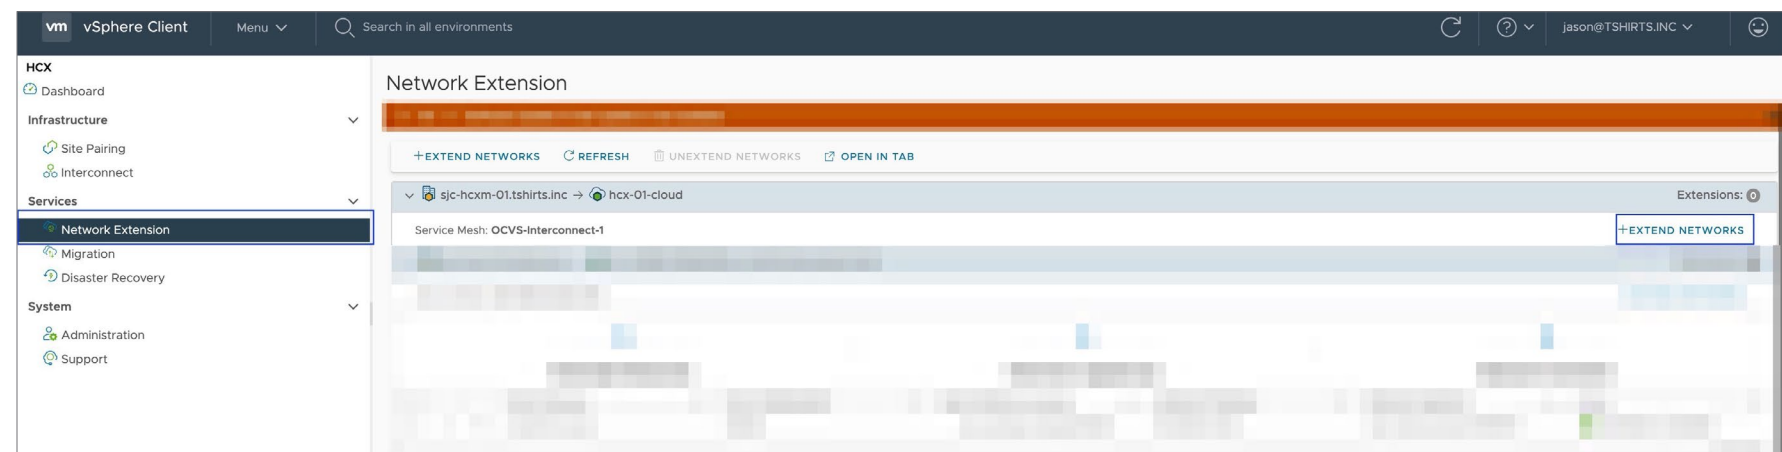 vm vSphere Client Menu Search in all environments jason@TSHIRTS.INC
HCX
Dashboard
Infrastructure
Site Pairing
Interconnect
Services
Network Extension
Migration
Disaster Recovery
System
Administration
Support
Network Extension
+EXTEND NETWORKS REFRESH UNEXTEND NETWORKS OPEN IN TAB
sjc-hcxm-01.tshirts.inc → hcx-01-cloud Extensions: 0
Service Mesh: OCVS-Interconnect-1 +EXTEND NETWORKS